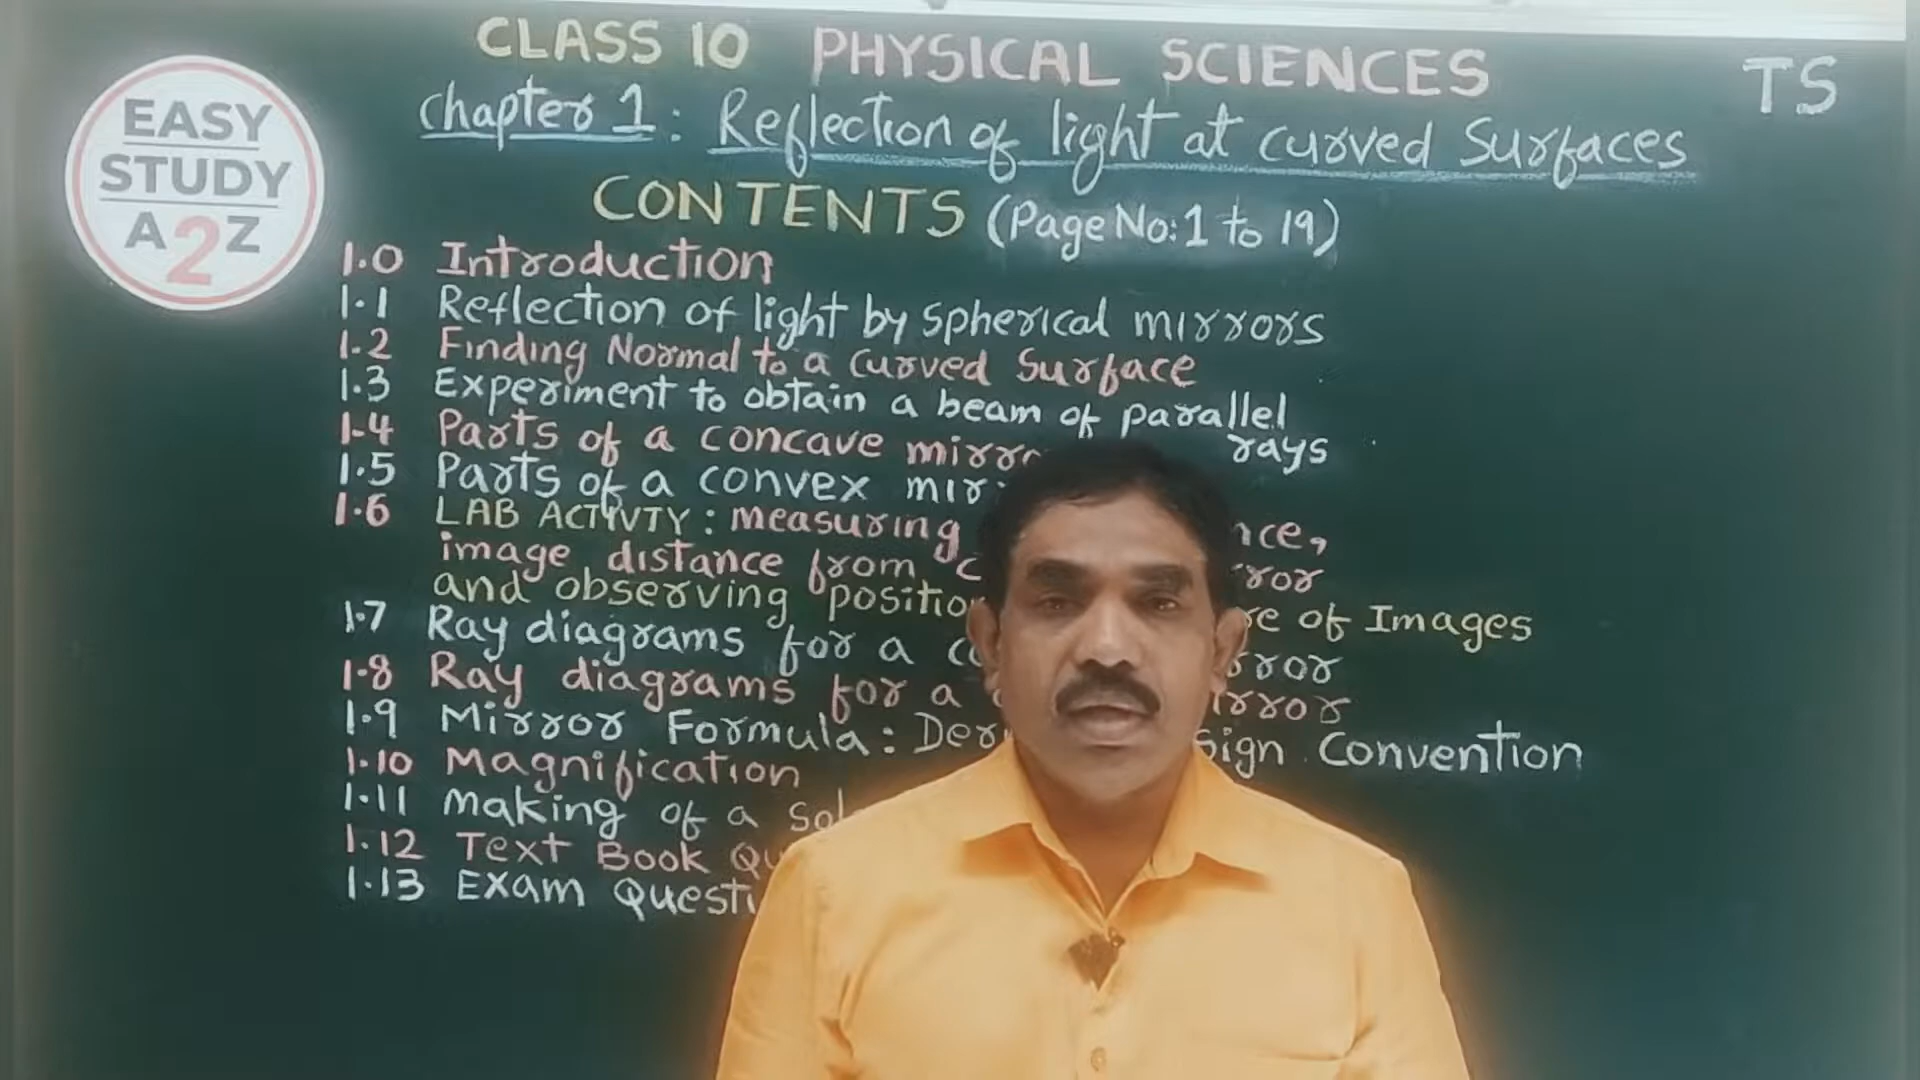 CLASS 10 PHYSICAL SCIENCES
TS
EASY
STUDY
A2Z
Chapter 1 : Reflection of light at curved Surfaces
CONTENTS (Page No:1 to 19)
1.0 Introduction
1.1 Reflection of light by spherical mirrors
1.2 Finding Normal to a curved Surface
1.3 Experiment to obtain a beam of parallel
rays
1.4 Parts of a concave
1.5 Parts of a convex
1.6 LAB ACTIVTY : measuring
image distance from
and observing of Images
1.7 Ray diagrams for a
1.8 Ray diagrams for a
1.9 Mirror Formula : Sign Convention
1.10 Magnification
1.11 making of a
1.12 Text Book
1.13 Exam